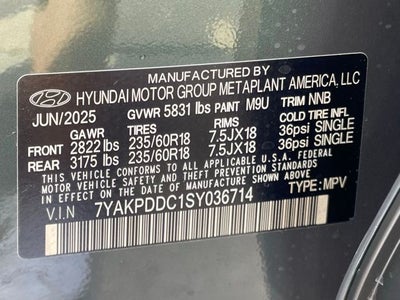 MANUFACTURED BY
HYUNDAI MOTOR GROUP METAPLANT AMERICA, LLC
JUN/2025 GVWR 5831 lbs PAINT M9U TRIM NNB
GAWR TIRES RIMS COLD TIRE INFL
FRONT 2822 lbs 235/60R18 7.5JX18 36psi SINGLE
REAR 3175 lbs 235/60R18 7.5JX18 36psi SINGLE
THIS VEHICLE CONFORMS TO ALL APPLICABLE U.S.A. FEDERAL
MOTOR VEHICLE SAFETY STANDARDS IN EFFECT ON THE
DATE OF MANUFACTURE SHOWN ABOVE.
V.I.N 7YAKPDDC1SY036714 TYPE: MPV